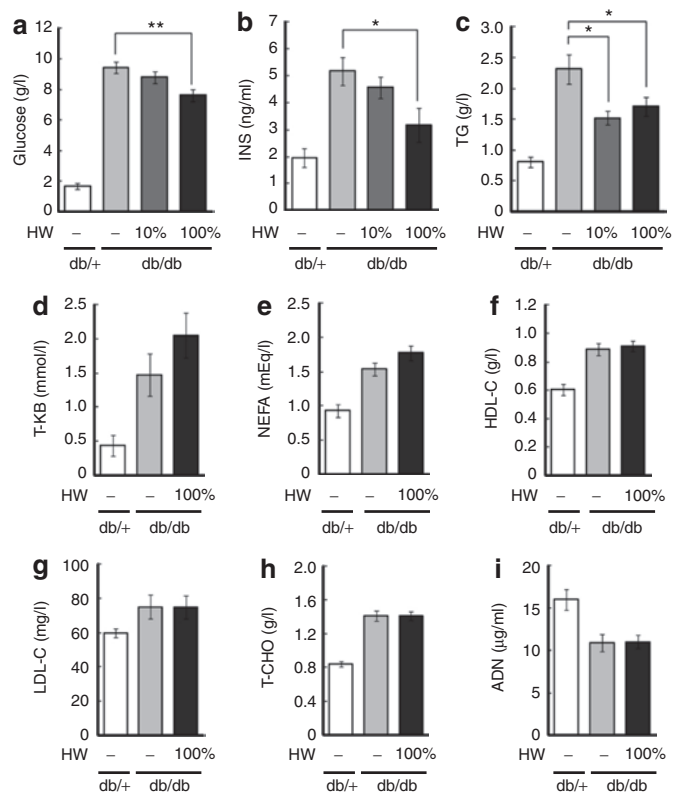 a
**
Glucose (g/l)
12
10
8
6
4
2
0
HW – – 10% 100%
db/+ db/db
b
*
INS (ng/ml)
7
6
5
4
3
2
1
0
HW – – 10% 100%
db/+ db/db
c
*
*
TG (g/l)
3.0
2.5
2.0
1.5
1.0
0.5
0
HW – – 10% 100%
db/+ db/db
d
T-KB (mmol/l)
2.5
2.0
1.5
1.0
0.5
0
HW – – 100%
db/+ db/db
e
NEFA (mEq/l)
2.5
2.0
1.5
1.0
0.5
0
HW – – 100%
db/+ db/db
f
HDL-C (g/l)
1.2
1.0
0.8
0.6
0.4
0.2
0
HW – – 100%
db/+ db/db
g
LDL-C (mg/l)
100
80
60
40
20
0
HW – – 100%
db/+ db/db
h
T-CHO (g/l)
2.0
1.6
1.2
0.8
0.4
0
HW – – 100%
db/+ db/db
i
ADN (µg/ml)
20
15
10
5
0
HW – – 100%
db/+ db/db